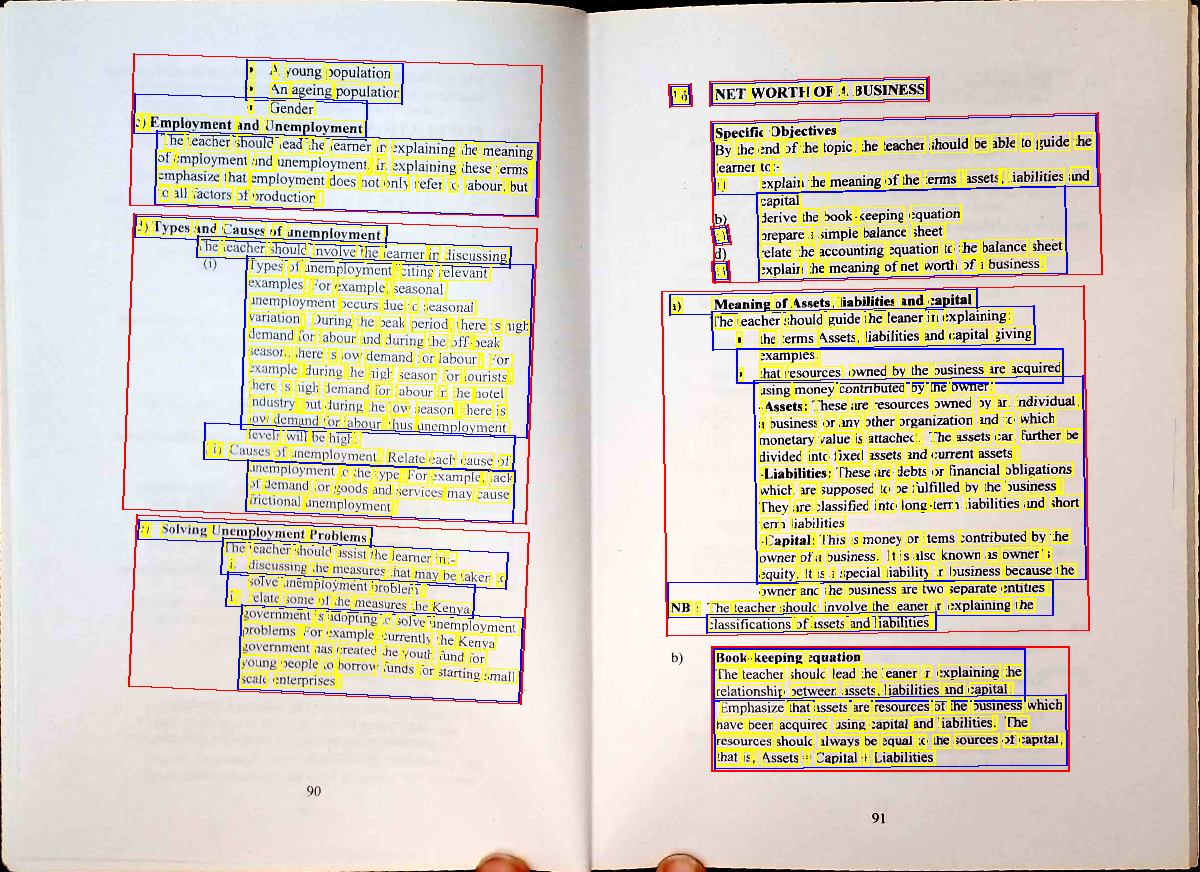 • A young population
• An ageing population
• Gender
c) Employment and Unemployment
The teacher should lead the learner in explaining the meaning
of employment and unemployment. In explaining these terms
emphasize that employment does not only refer to labour, but
to all factors of production
d) Types and Causes of unemployment
The teacher should involve the learner in discussing
(i) Types of unemployment citing relevant
examples. For example, seasonal
unemployment occurs due to seasonal
variation. During the peak period there is high
demand for labour and during the off-peak
season, there is low demand for labour. For
example during the high season for tourists,
there is high demand for labour in the hotel
industry but during the low season there is
low demand for labour thus unemployment
levels will be high.
(ii) Causes of unemployment. Relate each cause of
unemployment to the type. For example, lack
of demand for goods and services may cause
frictional unemployment
e) Solving Unemployment Problems
The teacher should assist the learner in:-
i. discussing the measures that may be taken to
solve unemployment problem
ii. relate some of the measures the Kenya
government is adopting to solve unemployment
problems. For example currently the Kenya
government has created the youth fund for
young people to borrow funds for starting small
scale enterprises
90
NET WORTH OF A BUSINESS
Specific Objectives
By the end of the topic, the teacher should be able to guide the
learner to:-
a) explain the meaning of the terms assets, liabilities and
capital
b) derive the book-keeping equation
c) prepare a simple balance sheet
d) relate the accounting equation to the balance sheet
e) explain the meaning of net worth of a business.
a) Meaning of Assets, liabilities and capital
The teacher should guide the leaner in explaining:
• the terms Assets, liabilities and capital giving
examples
• that resources owned by the business are acquired
using money contributed by the owner.
-Assets: These are resources owned by an individual,
a business or any other organization and to which
monetary value is attached. The assets can further be
divided into fixed assets and current assets
-Liabilities: These are debts or financial obligations
which are supposed to be fulfilled by the business
They are classified into long-term liabilities and short
term liabilities
-Capital: This is money or items contributed by the
owner of a business. It is also known as owner's
equity. It is a special liability in business because the
owner and the business are two separate entities
NB: The teacher should involve the leaner in explaining the
classifications of assets and liabilities
b) Book-keeping equation
The teacher should lead the leaner in explaining the
relationship between assets, liabilities and capital
Emphasize that assets are resources of the business which
have been acquired using capital and liabilities. The
resources should always be equal to the sources of capital,
that is, Assets = Capital + Liabilities
91